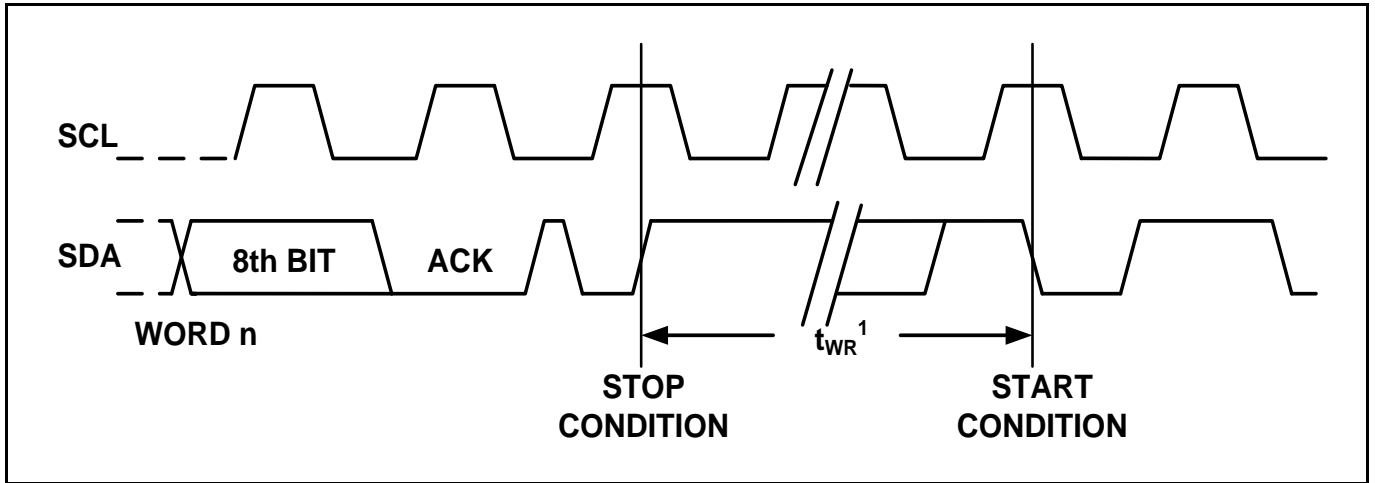 SCL
SDA
8th BIT
ACK
WORD n
tWR1
STOP
CONDITION
START
CONDITION